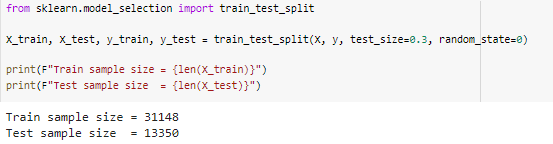 from sklearn.model_selection import train_test_split
X_train, X_test, y_train, y_test = train_test_split(X, y, test_size=0.3, random_state=0)
print(F"Train sample size = {len(X_train)}")
print(F"Test sample size  = {len(X_test)}")
Train sample size = 31148
Test sample size  = 13350